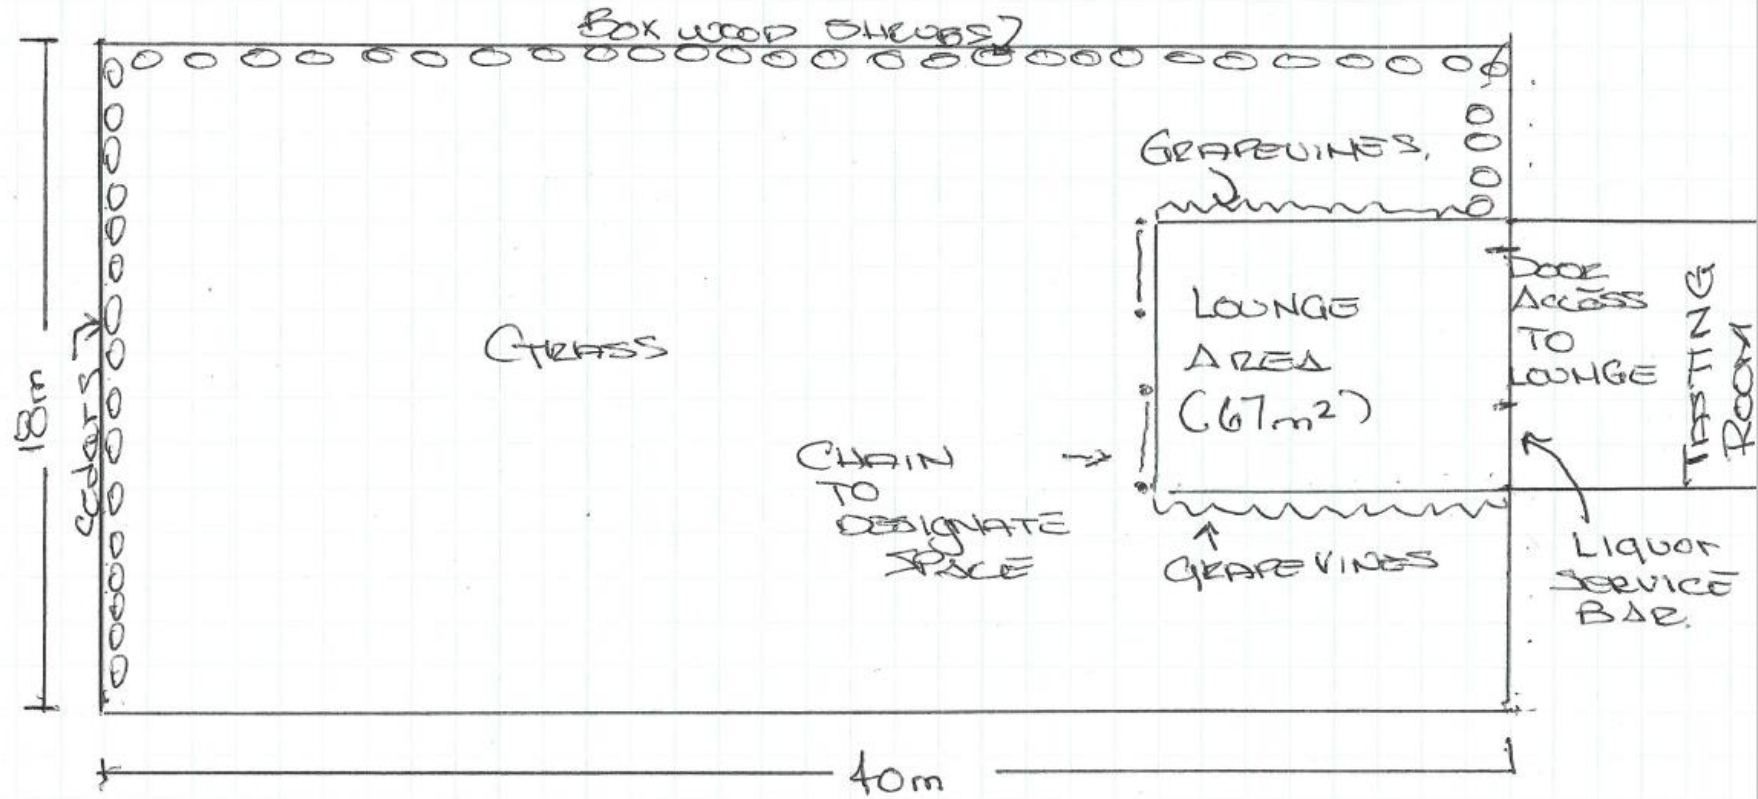 BOX WOOD SHRUBS?
GRAPEVINES.
18m
cedars
GRASS
LOUNGE
AREA
(67m²)
DOOR
ACCESS
TO
LOUNGE
TASTING
ROOM
CHAIN
TO
DESIGNATE
SPACE
GRAPEVINES
LIQUOR
SERVICE
BAR.
40m